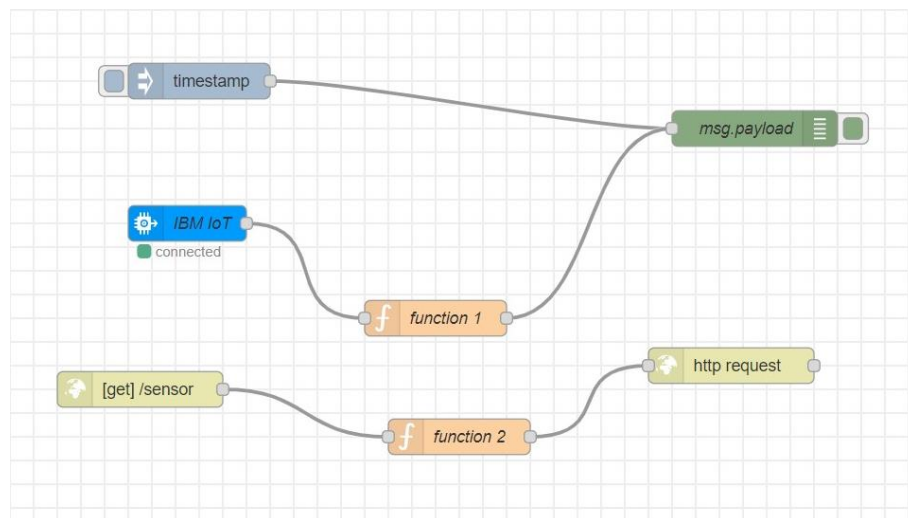 timestamp
msg.payload
IBM IoT
connected
function 1
http request
[get] /sensor
function 2